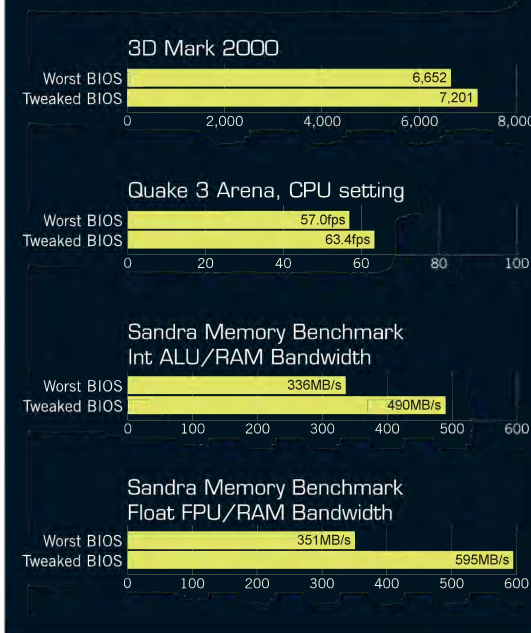 3D Mark 2000
Worst BIOS 6,652
Tweaked BIOS 7,201
0 2,000 4,000 6,000 8,000
Quake 3 Arena, CPU setting
Worst BIOS 57.0fps
Tweaked BIOS 63.4fps
0 20 40 60 80 100
Sandra Memory Benchmark
Int ALU/RAM Bandwidth
Worst BIOS 336MB/s
Tweaked BIOS 490MB/s
0 100 200 300 400 500 600
Sandra Memory Benchmark
Float FPU/RAM Bandwidth
Worst BIOS 351MB/s
Tweaked BIOS 595MB/s
0 100 200 300 400 500 600